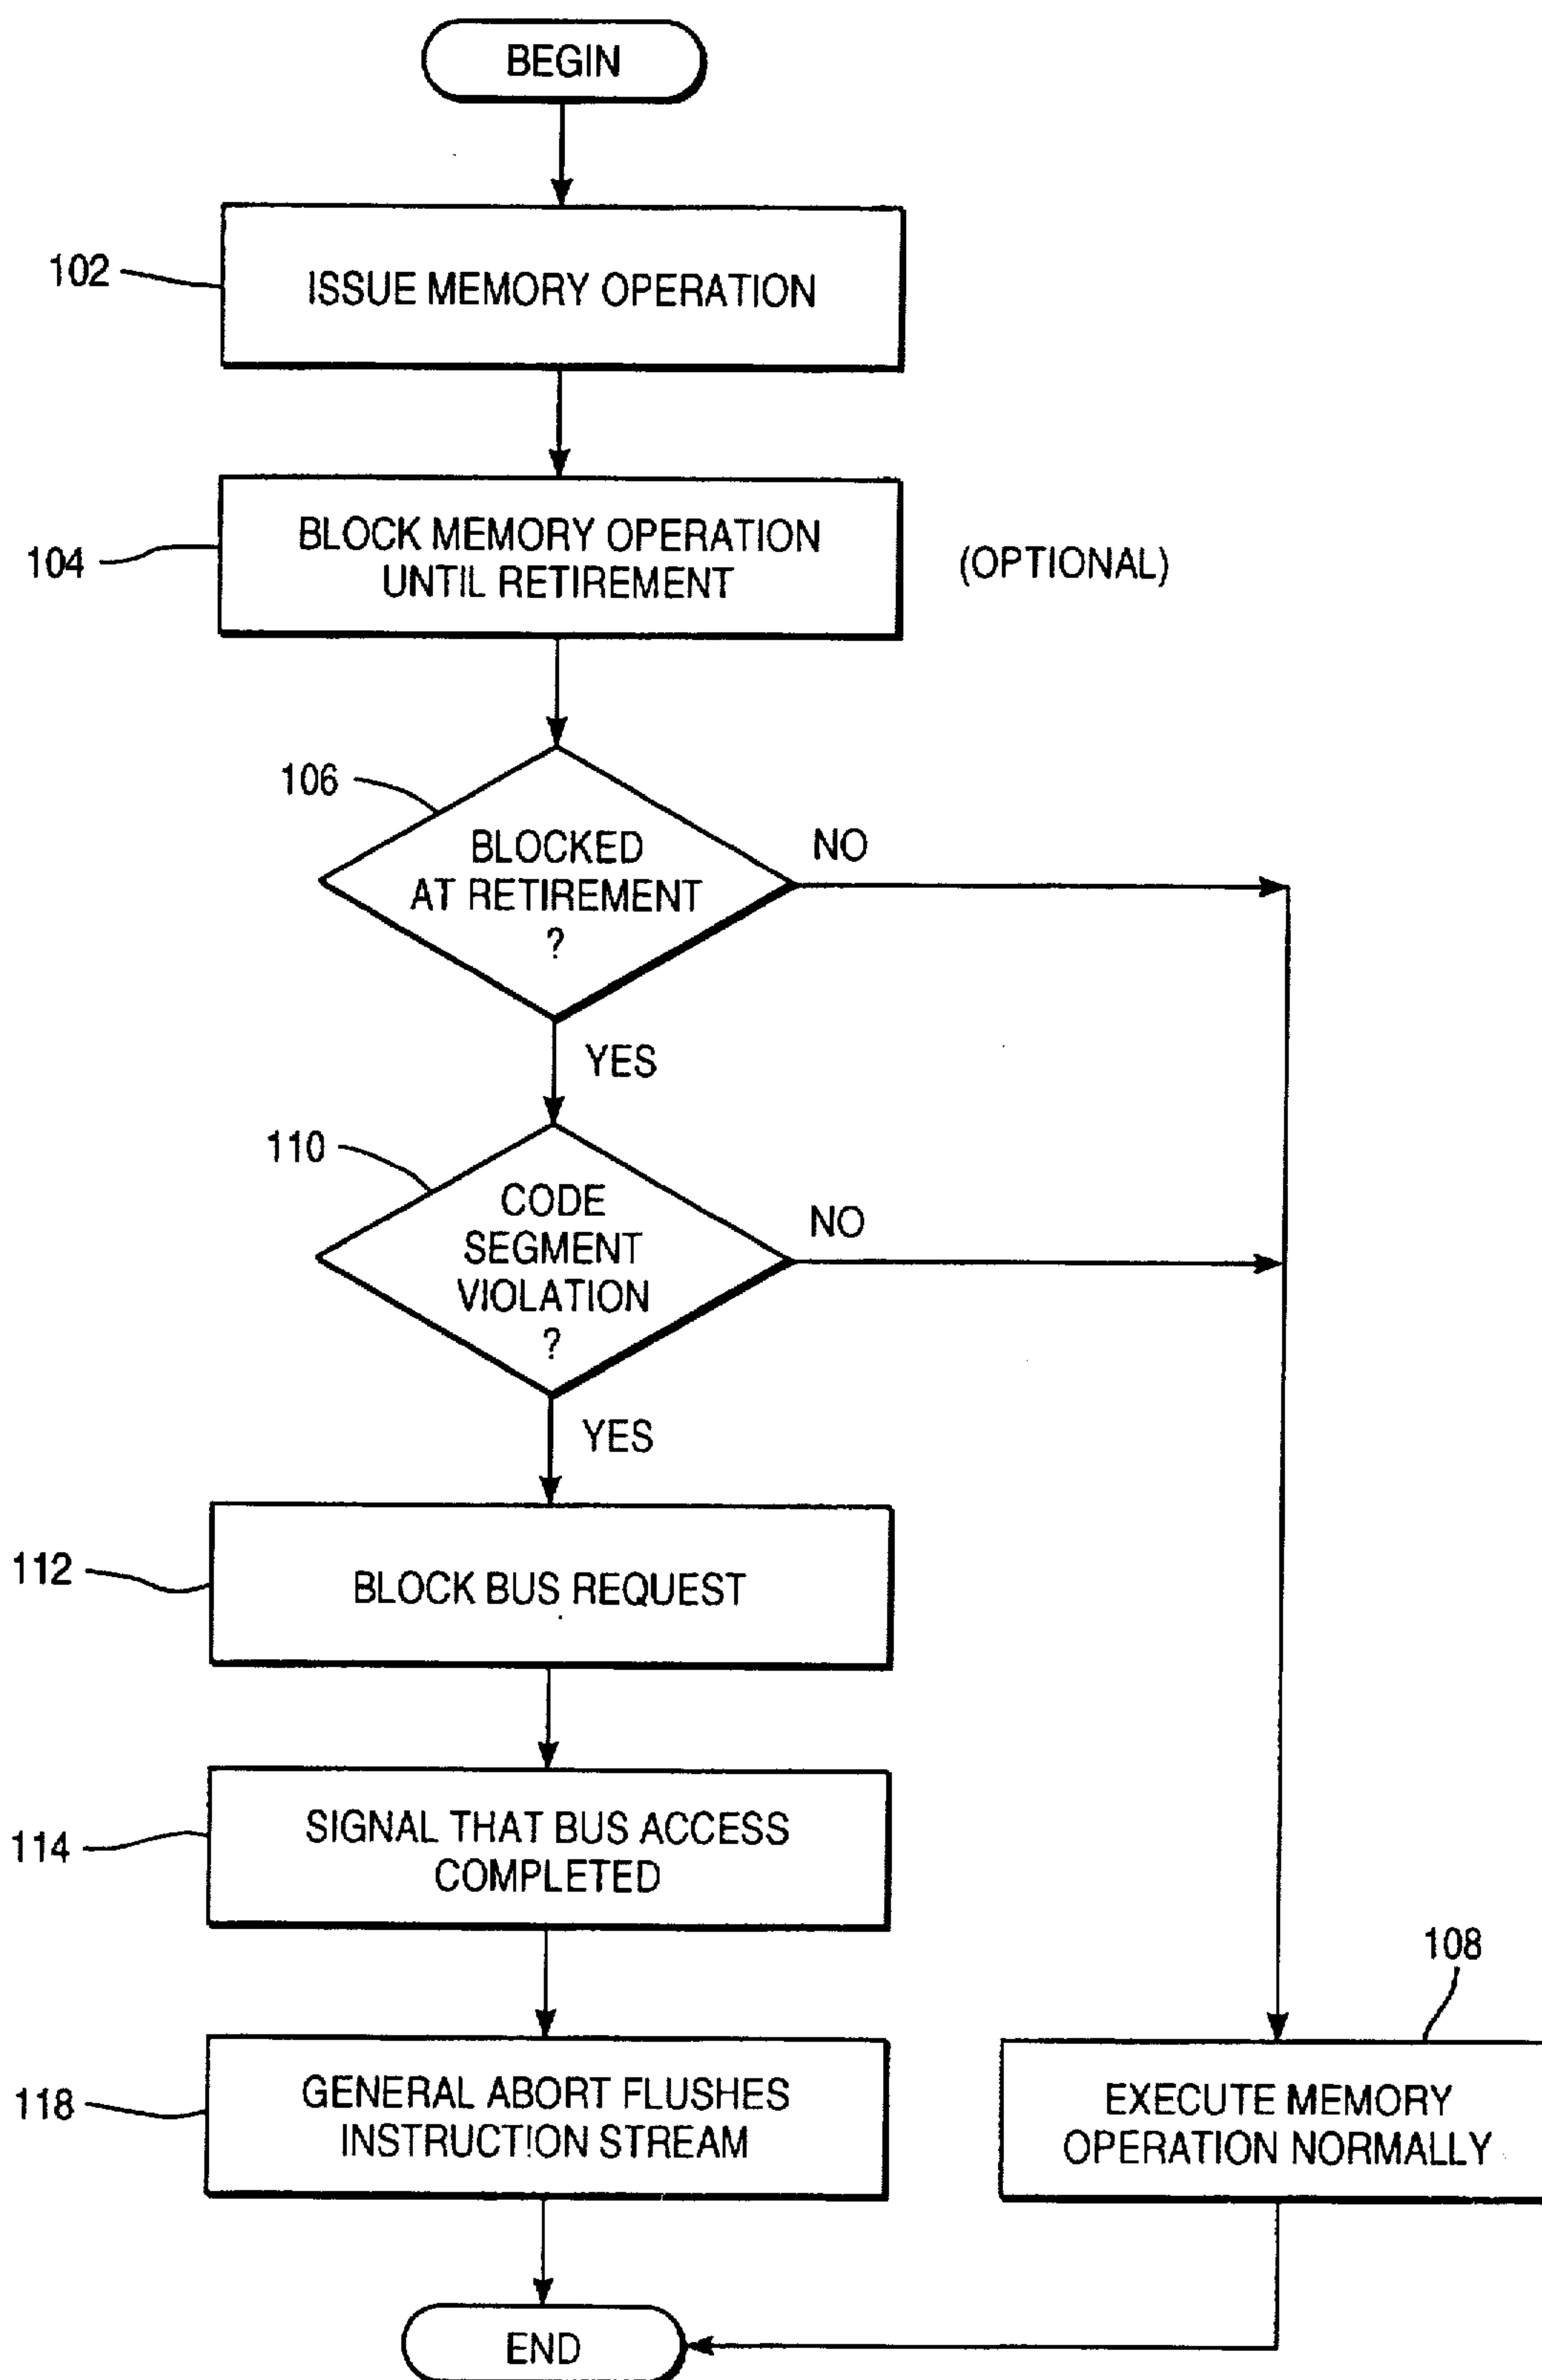 BEGIN
102
ISSUE MEMORY OPERATION
104
BLOCK MEMORY OPERATION
UNTIL RETIREMENT
(OPTIONAL)
106
BLOCKED
AT RETIREMENT
?
NO
YES
110
CODE
SEGMENT
VIOLATION
?
NO
YES
112
BLOCK BUS REQUEST
114
SIGNAL THAT BUS ACCESS
COMPLETED
118
GENERAL ABORT FLUSHES
INSTRUCTION STREAM
108
EXECUTE MEMORY
OPERATION NORMALLY
END